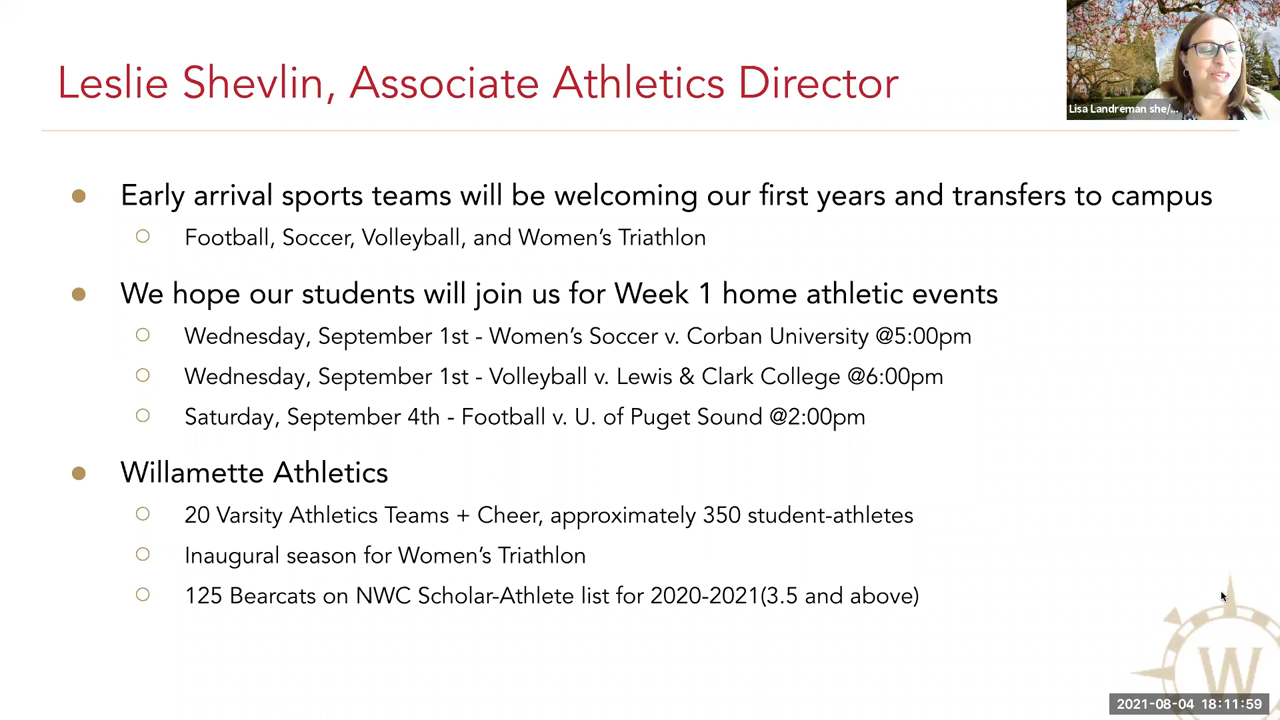 Leslie Shevlin, Associate Athletics Director
Lisa Landreman she/...
Early arrival sports teams will be welcoming our first years and transfers to campus
Football, Soccer, Volleyball, and Women’s Triathlon
We hope our students will join us for Week 1 home athletic events
Wednesday, September 1st - Women’s Soccer v. Corban University @5:00pm
Wednesday, September 1st - Volleyball v. Lewis & Clark College @6:00pm
Saturday, September 4th - Football v. U. of Puget Sound @2:00pm
Willamette Athletics
20 Varsity Athletics Teams + Cheer, approximately 350 student-athletes
Inaugural season for Women’s Triathlon
125 Bearcats on NWC Scholar-Athlete list for 2020-2021(3.5 and above)
W
2021-08-04 18:11:59